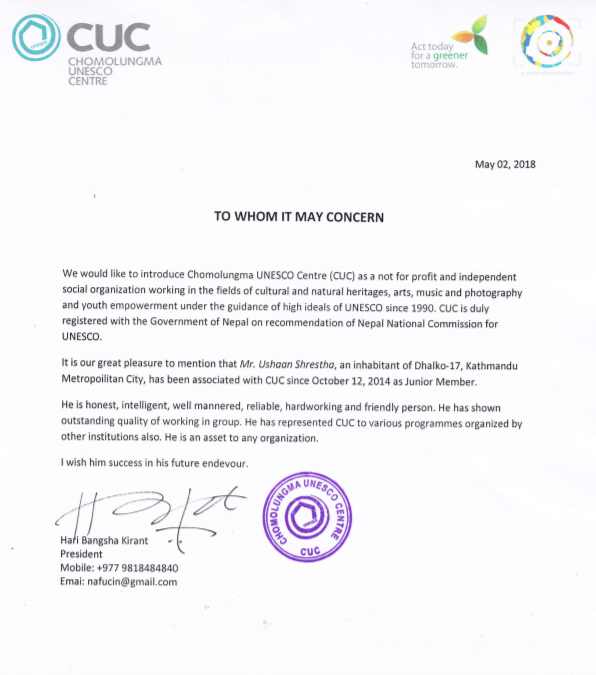 CUC
CHOMOLUNGMA
UNESCO
CENTRE
Act today
for a greener
tomorrow.
May 02, 2018
TO WHOM IT MAY CONCERN
We would like to introduce Chomolungma UNESCO Centre (CUC) as a not for profit and independent
social organization working in the fields of cultural and natural heritages, arts, music and photography
and youth empowerment under the guidance of high ideals of UNESCO since 1990. CUC is duly
registered with the Government of Nepal on recommendation of Nepal National Commission for
UNESCO.
It is our great pleasure to mention that Mr. Ushaan Shrestha, an inhabitant of Dhalko-17, Kathmandu
Metropoilitan City, has been associated with CUC since October 12, 2014 as Junior Member.
He is honest, intelligent, well mannered, reliable, hardworking and friendly person. He has shown
outstanding quality of working in group. He has represented CUC to various programmes organized by
other institutions also. He is an asset to any organization.
I wish him success in his future endevour.
Hari Bangsha Kirant
President
Mobile: +977 9818484840
Emai: nafucin@gmail.com
CHOMOLUNGMA UNESCO CENTRE
CUC